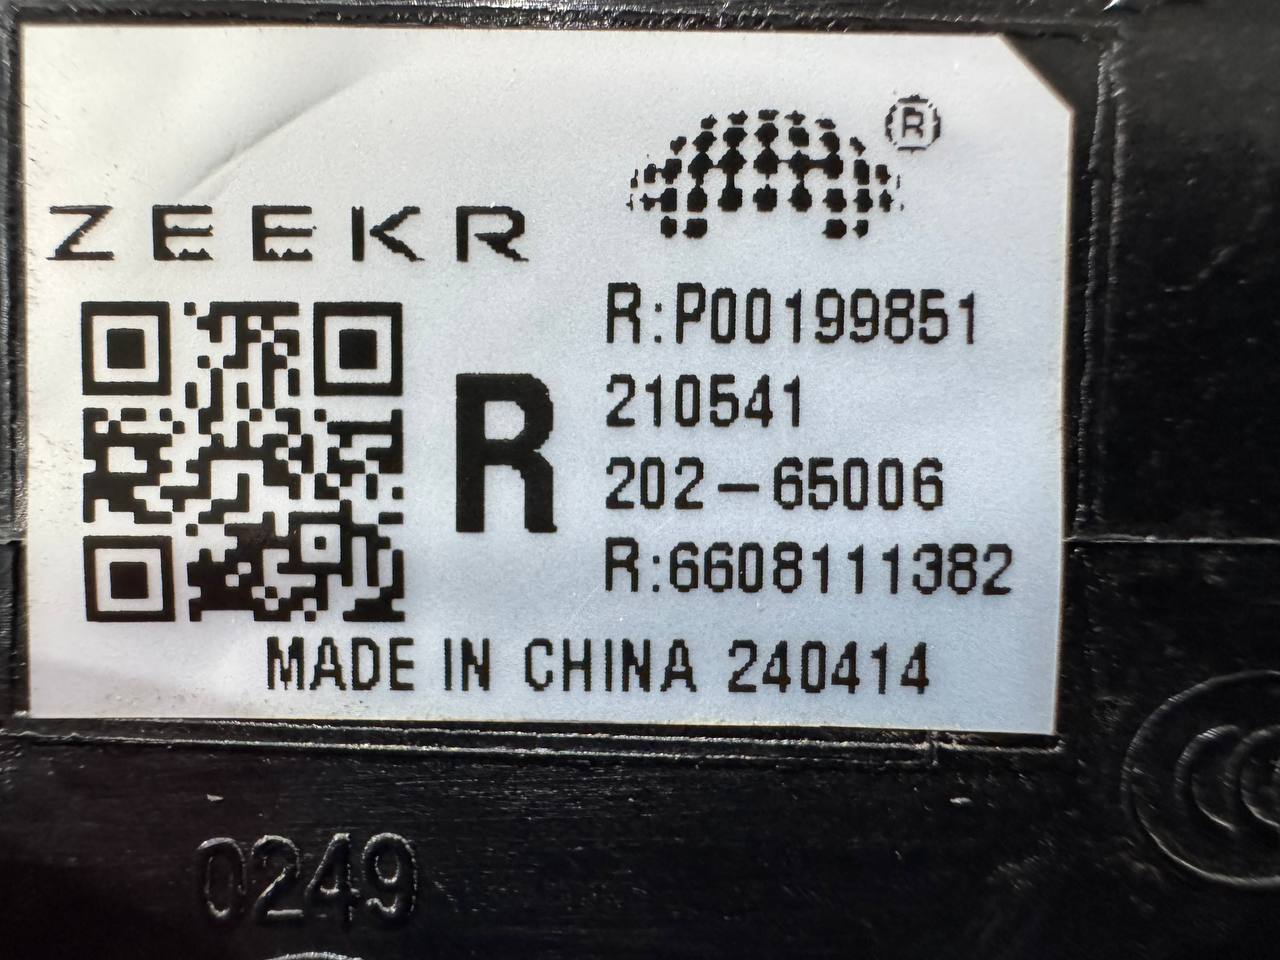 ZEEKR
®
R:P00199851
210541
R
202-65006
R:6608111382
MADE IN CHINA 240414
0249